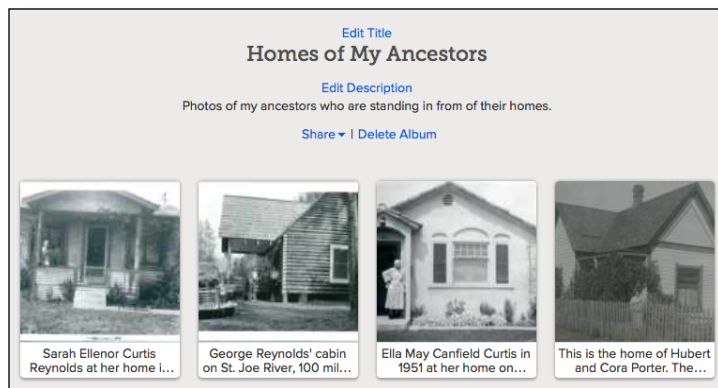 Edit Title
Homes of My Ancestors
Edit Description
Photos of my ancestors who are standing in from of their homes.
Share ▾ | Delete Album
Sarah Ellenor Curtis
Reynolds at her home i...
George Reynolds' cabin
on St. Joe River, 100 mil...
Ella May Canfield Curtis in
1951 at her home on...
This is the home of Hubert
and Cora Porter. The...